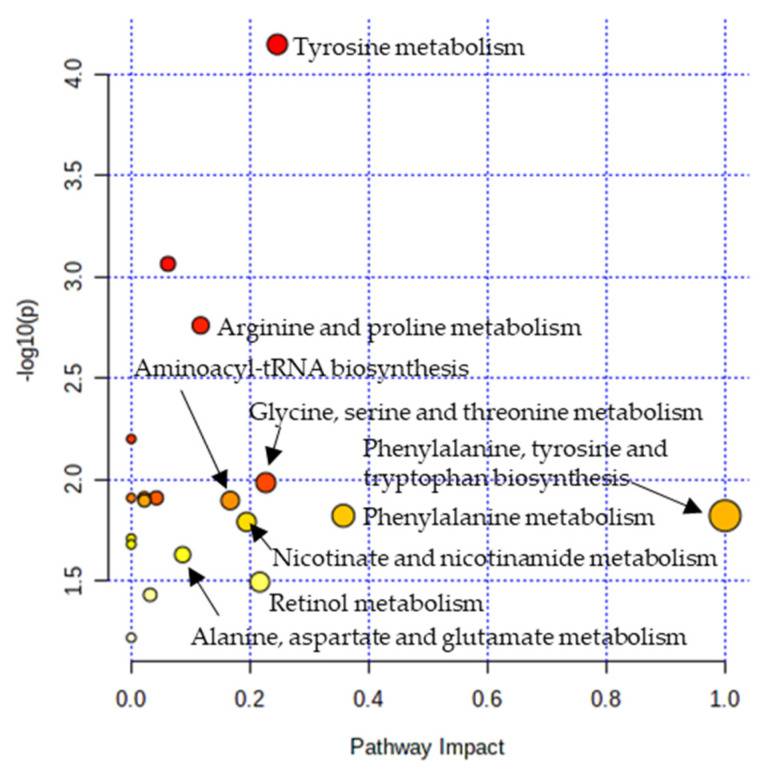 Tyrosine metabolism
4.0
3.5
3.0
Arginine and proline metabolism
Aminoacyl-tRNA biosynthesis
2.5
Glycine, serine and threonine metabolism
Phenylalanine, tyrosine and
tryptophan biosynthesis
2.0
Phenylalanine metabolism
Nicotinate and nicotinamide metabolism
1.5
Retinol metabolism
Alanine, aspartate and glutamate metabolism
-log10(p)
0.0 0.2 0.4 0.6 0.8 1.0
Pathway Impact